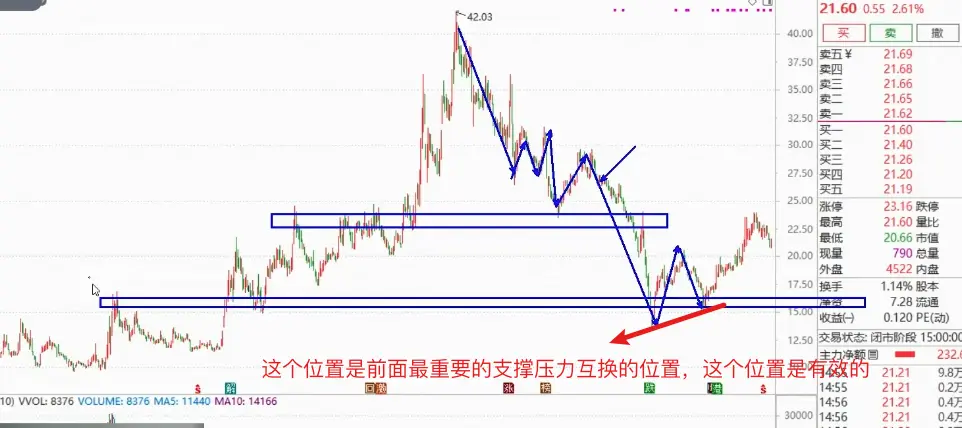 21.60 0.55 2.61%
42.03
40.00
买 卖 撤
37.50
35.00
32.50
30.00
27.50
25.00
22.50
20.00
17.50
15.00
12.50
卖五¥ 21.69
卖四 21.68
卖三 21.66
卖二 21.65
卖一 21.62
买一 21.60
买二 21.40
买三 21.26
买四 21.20
买五 21.19
涨停 23.16 跌停
最高 21.60 量比
最低 20.66 市值
现量 790 总量
外盘 4522 内盘
换手 1.14% 股本
净资 7.28 流通
收益㈠ 0.120 PE(动)
交易状态: 闭市阶段 15:00:00
主力净额 232.6
这个位置是前面最重要的支撑压力互换的位置，这个位置是有效的
14:55 21.21 9.8万
14:55 21.21 0.2万
14:56 21.21 0.4万
14:56 21.21 0.4万
10) VVOL: 8376 VOLUME: 8376 MA5: 11440 MA10: 14166
30000